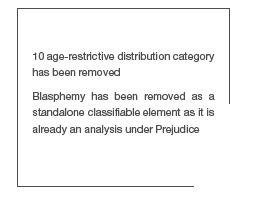 10 age-restrictive distribution category
has been removed
Blasphemy has been removed as a
standalone classifiable element as it is
already an analysis under Prejudice